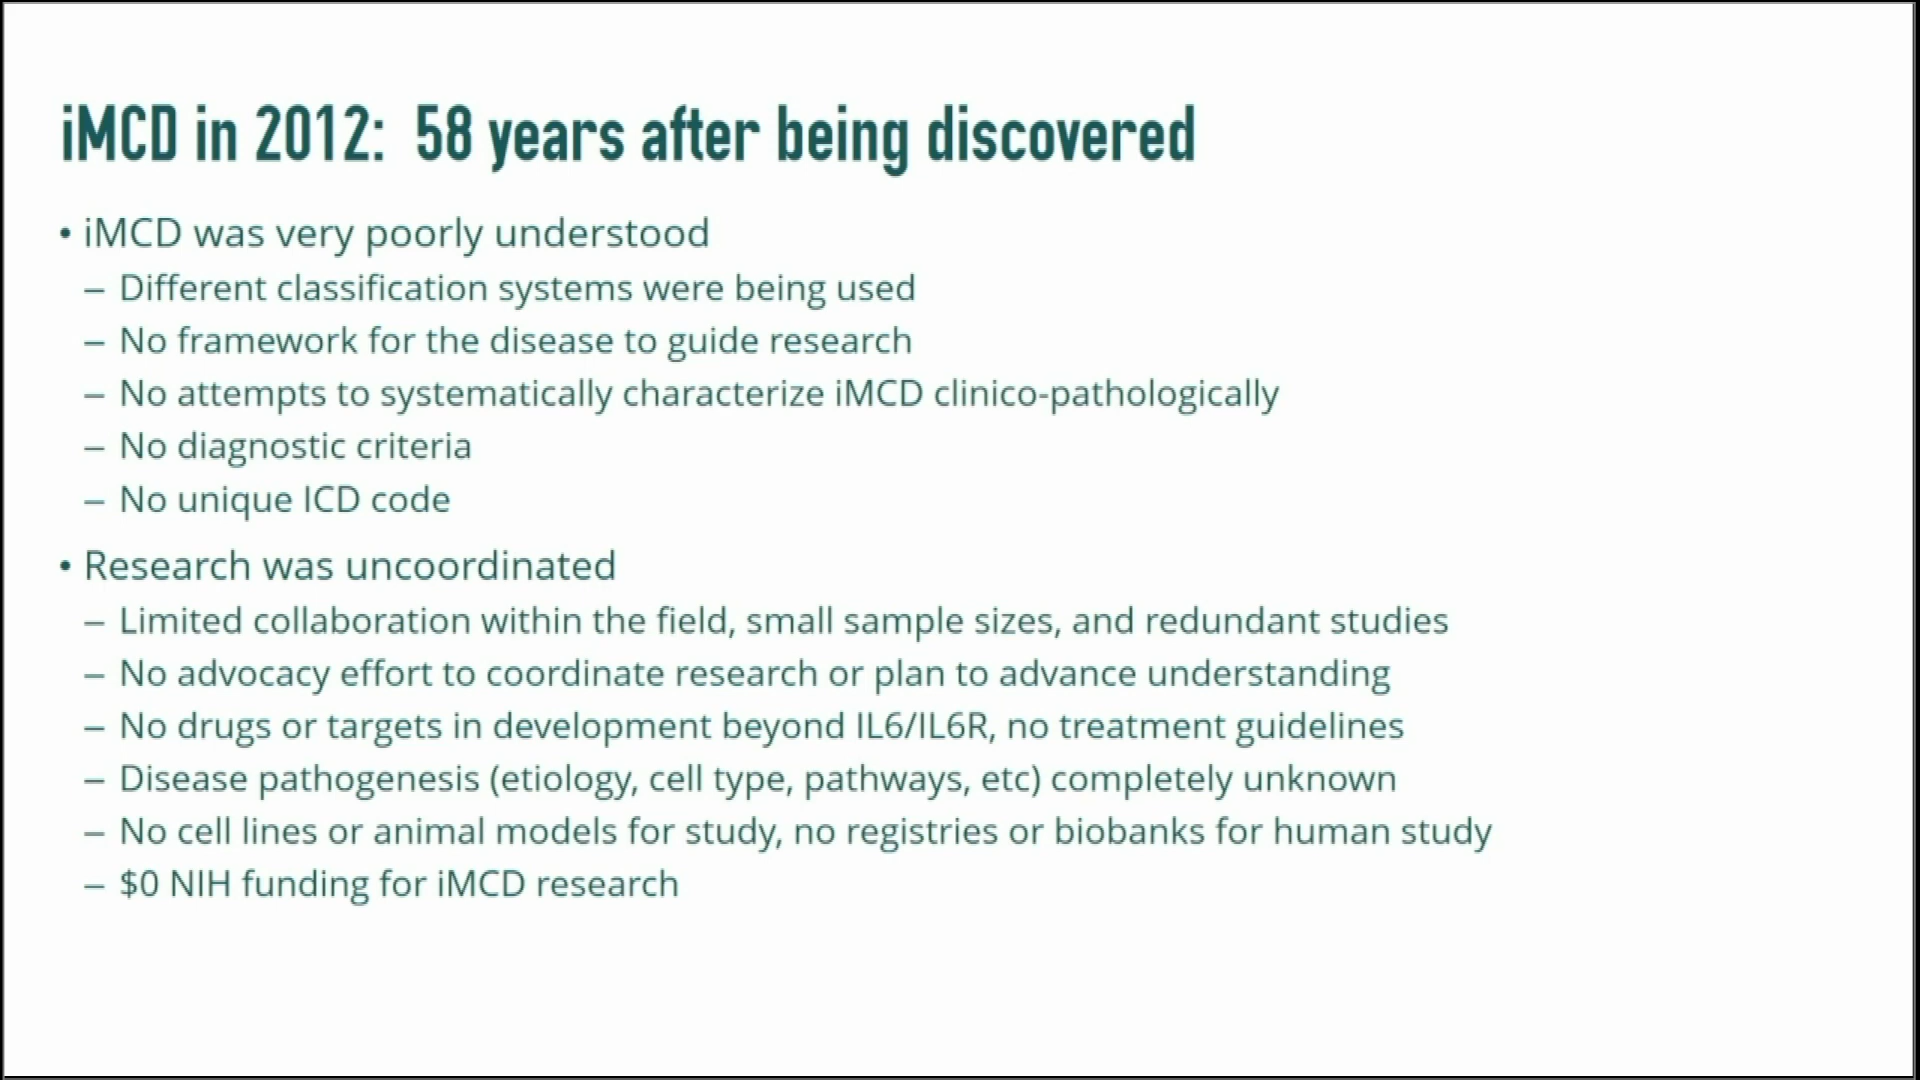 iMCD in 2012:  58 years after being discovered
• iMCD was very poorly understood
– Different classification systems were being used
– No framework for the disease to guide research
– No attempts to systematically characterize iMCD clinico-pathologically
– No diagnostic criteria
– No unique ICD code
• Research was uncoordinated
– Limited collaboration within the field, small sample sizes, and redundant studies
– No advocacy effort to coordinate research or plan to advance understanding
– No drugs or targets in development beyond IL6/IL6R, no treatment guidelines
– Disease pathogenesis (etiology, cell type, pathways, etc) completely unknown
– No cell lines or animal models for study, no registries or biobanks for human study
– $0 NIH funding for iMCD research